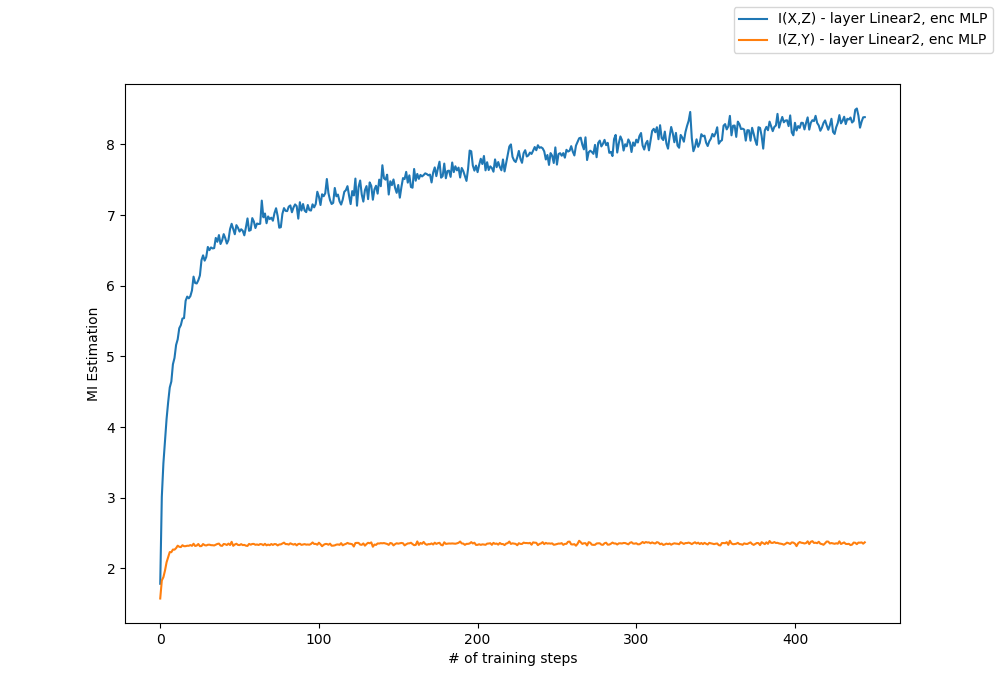 I(X,Z) - layer Linear2, enc MLP
I(Z,Y) - layer Linear2, enc MLP
8
7
6
5
4
3
2
MI Estimation
0 100 200 300 400
# of training steps